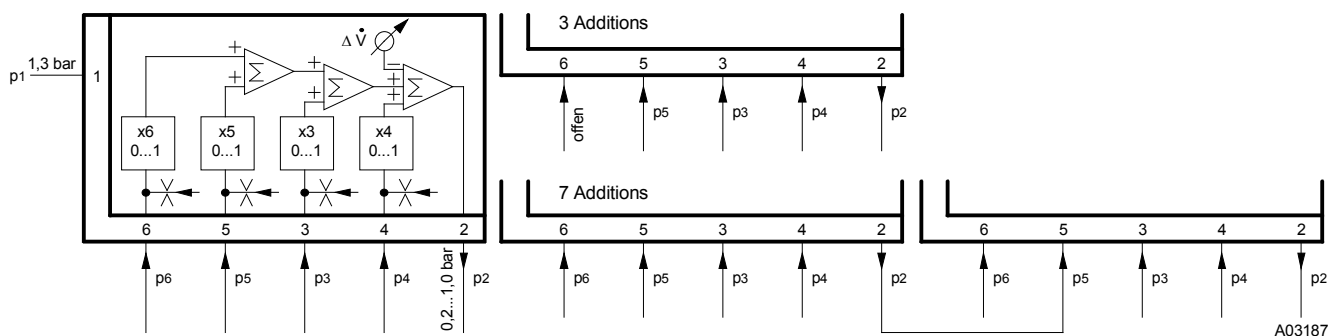 3 Additions
1,3 bar
p1
1
Δ V̇
+
−
+
+
+
+
+
Σ
Σ
Σ
x6
0...1
x5
0...1
x3
0...1
x4
0...1
6 5 3 4 2
p6 p5 p3 p4 0,2...1,0 bar p2
6 5 3 4 2
offen p5 p3 p4 p2
7 Additions
6 5 3 4 2
p6 p5 p3 p4 p2
6 5 3 4 2
p6 p5 p3 p4 p2
A03187